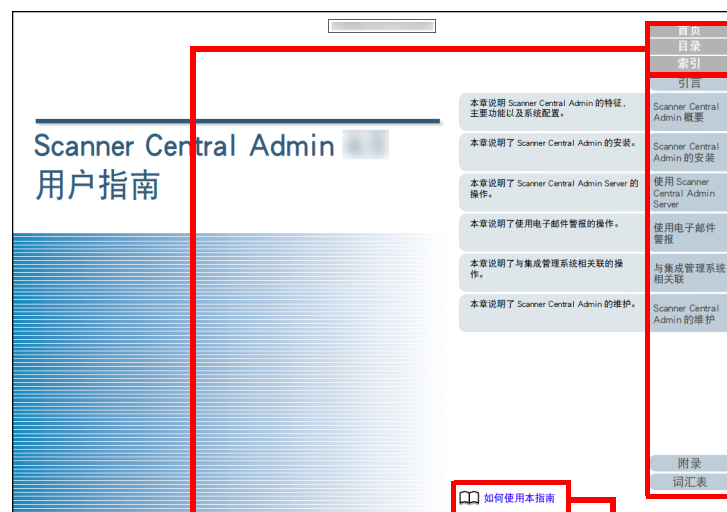 首页
目录
索引
引言
Scanner Central Admin
用户指南
本章说明 Scanner Central Admin 的特征，
主要功能以及系统配置。
Scanner Central
Admin 概要
本章说明了 Scanner Central Admin 的安装。
Scanner Central
Admin 的安装
本章说明了 Scanner Central Admin Server 的
操作。
使用 Scanner
Central Admin
Server
本章说明了使用电子邮件警报的操作。
使用电子邮件
警报
本章说明了与集成管理系统相关联的操
作。
与集成管理系统
相关联
本章说明了 Scanner Central Admin 的维护。
Scanner Central
Admin 的维护
附录
词汇表
如何使用本指南